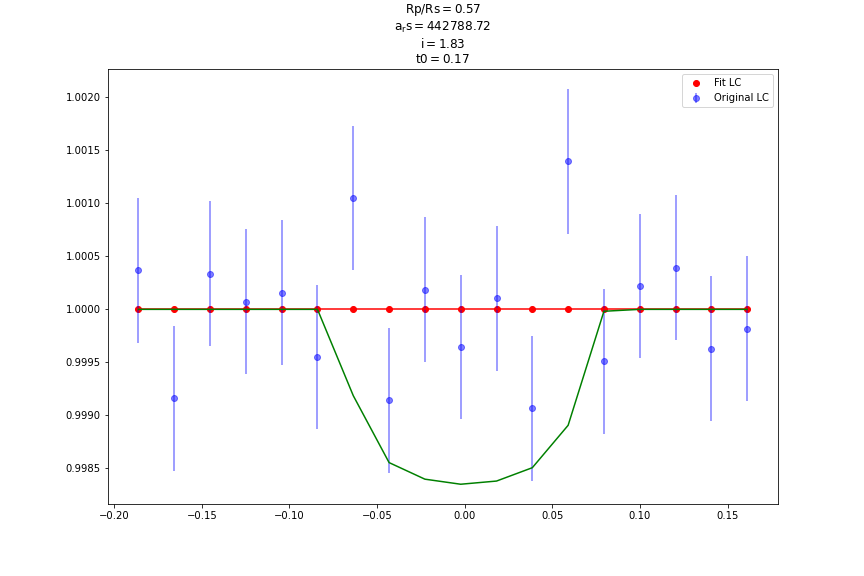 Rp/Rs = 0.57
aᵣs = 442788.72
i = 1.83
t0 = 0.17
Fit LC
Original LC
1.0020
1.0015
1.0010
1.0005
1.0000
0.9995
0.9990
0.9985
−0.20 −0.15 −0.10 −0.05 0.00 0.05 0.10 0.15